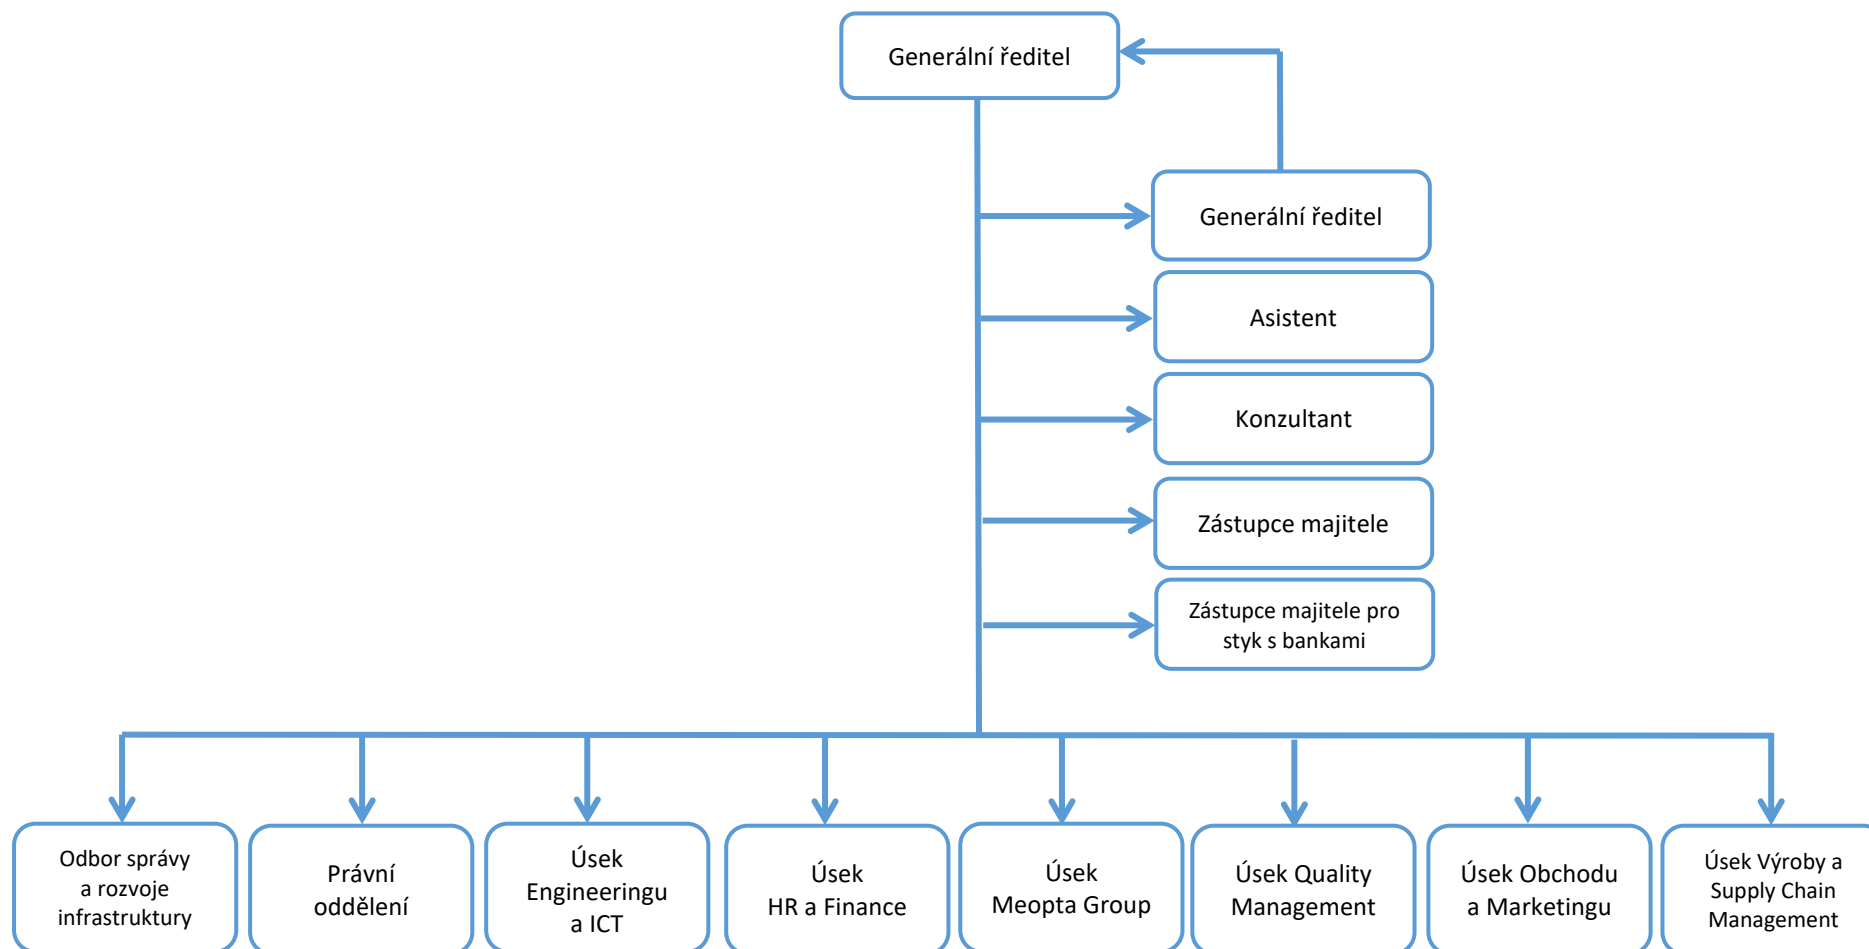 Generální ředitel
Generální ředitel
Asistent
Konzultant
Zástupce majitele
Zástupce majitele pro
styk s bankami
Odbor správy
a rozvoje
infrastruktury
Právní
oddělení
Úsek
Engineeringu
a ICT
Úsek
HR a Finance
Úsek
Meopta Group
Úsek Quality
Management
Úsek Obchodu
a Marketingu
Úsek Výroby a
Supply Chain
Management